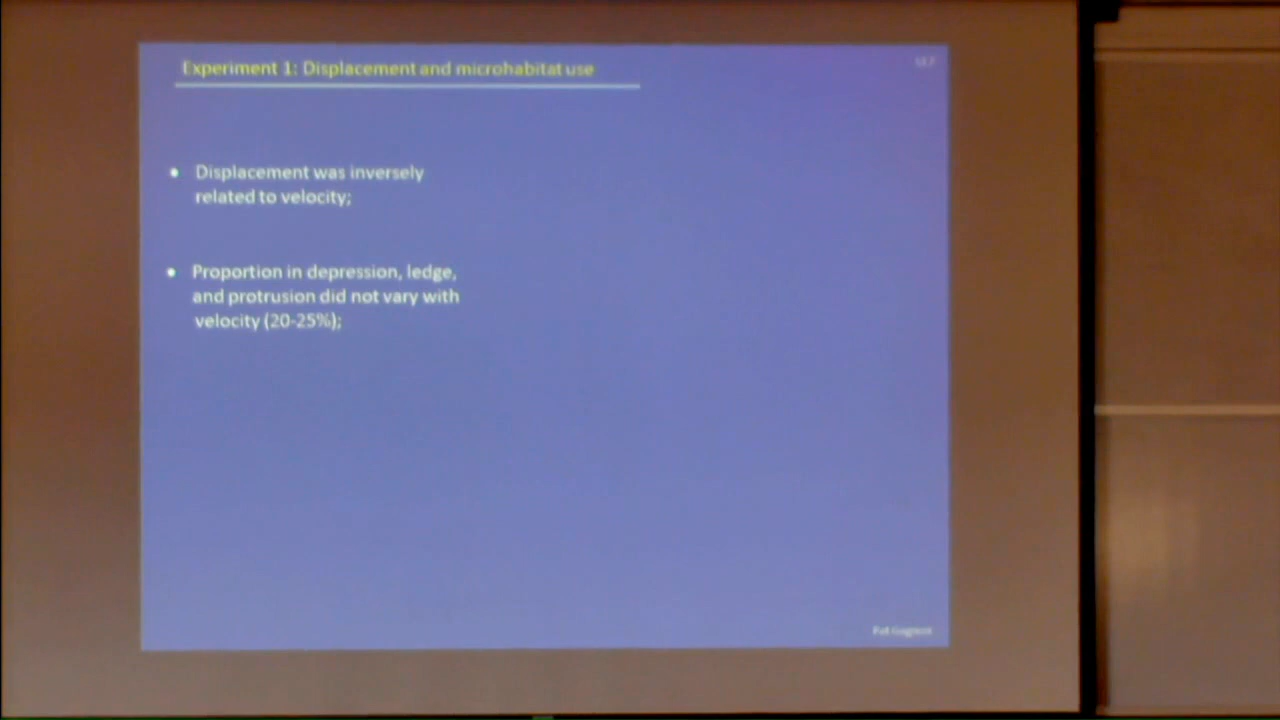 Experiment 1: Displacement and microhabitat use
• Displacement was inversely
related to velocity;
• Proportion in depression, ledge,
and protrusion did not vary with
velocity (20-25%);